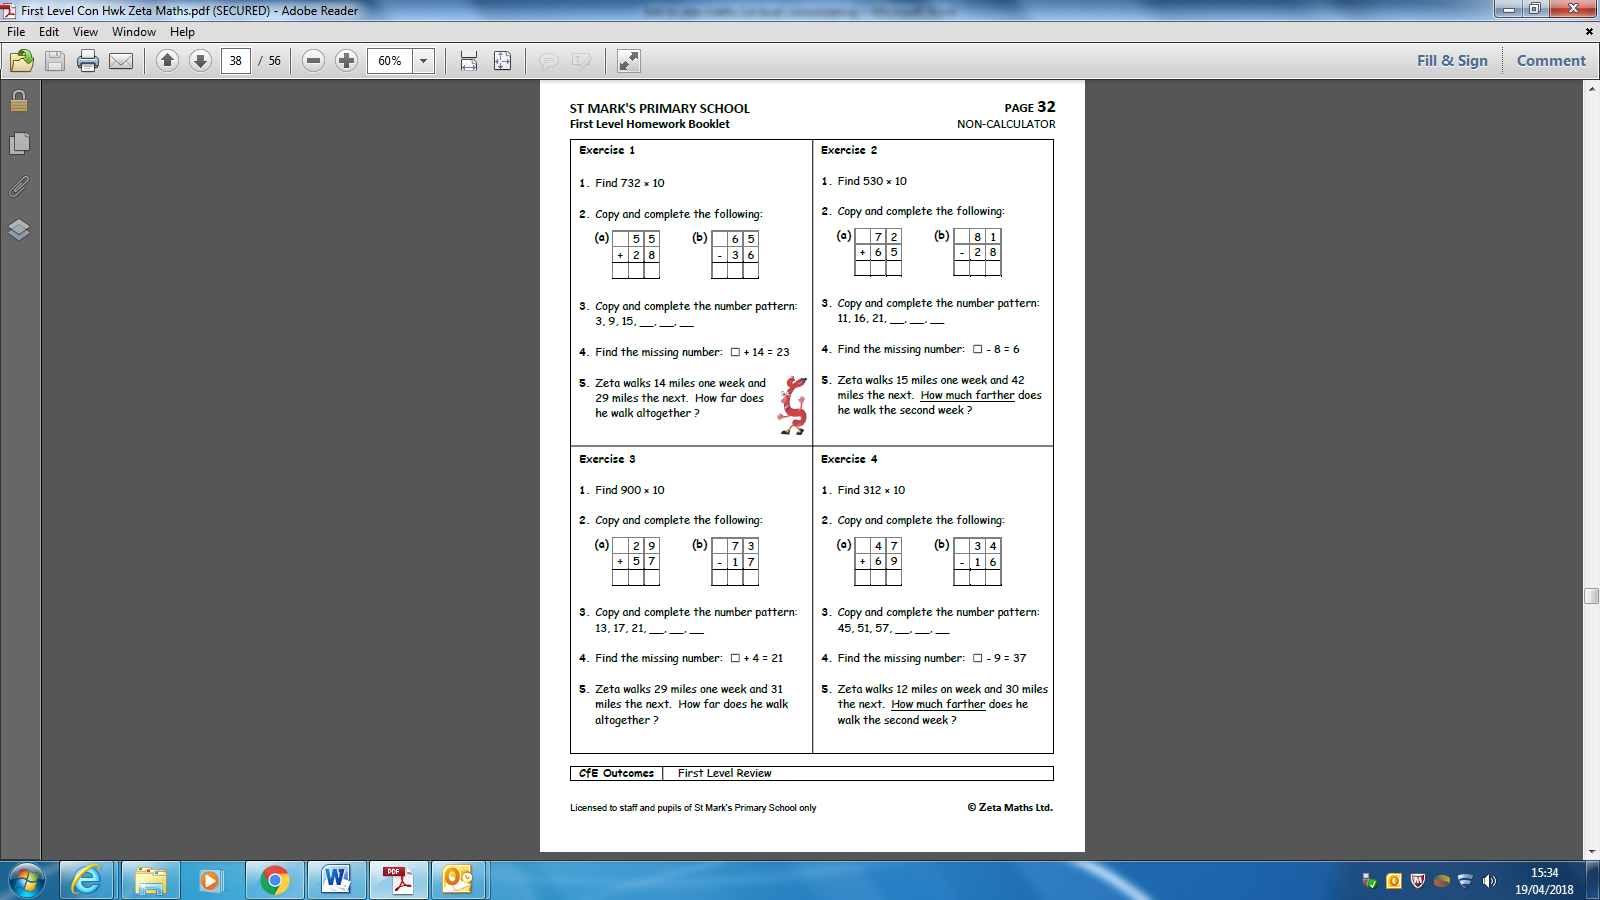 First Level Con Hwk Zeta Maths.pdf (SECURED) - Adobe Reader
File Edit View Window Help
38 / 56 60% Fill & Sign Comment
ST MARK'S PRIMARY SCHOOL PAGE 32
First Level Homework Booklet NON-CALCULATOR
Exercise 1
1. Find 732 × 10
2. Copy and complete the following:
(a) 5 5 (b) 6 5
+ 2 8 - 3 6
3. Copy and complete the number pattern:
3, 9, 15, __, __, __
4. Find the missing number: □ + 14 = 23
5. Zeta walks 14 miles one week and
29 miles the next. How far does
he walk altogether ?
Exercise 2
1. Find 530 × 10
2. Copy and complete the following:
(a) 7 2 (b) 8 1
+ 6 5 - 2 8
3. Copy and complete the number pattern:
11, 16, 21, __, __, __
4. Find the missing number: □ - 8 = 6
5. Zeta walks 15 miles one week and 42
miles the next. How much farther does
he walk the second week ?
Exercise 3
1. Find 900 × 10
2. Copy and complete the following:
(a) 2 9 (b) 7 3
+ 5 7 - 1 7
3. Copy and complete the number pattern:
13, 17, 21, __, __, __
4. Find the missing number: □ + 4 = 21
5. Zeta walks 29 miles one week and 31
miles the next. How far does he walk
altogether ?
Exercise 4
1. Find 312 × 10
2. Copy and complete the following:
(a) 4 7 (b) 3 4
+ 6 9 - 1 6
3. Copy and complete the number pattern:
45, 51, 57, __, __, __
4. Find the missing number: □ - 9 = 37
5. Zeta walks 12 miles on week and 30 miles
the next. How much farther does he
walk the second week ?
CfE Outcomes First Level Review
Licensed to staff and pupils of St Mark's Primary School only © Zeta Maths Ltd.
15:34
19/04/2018